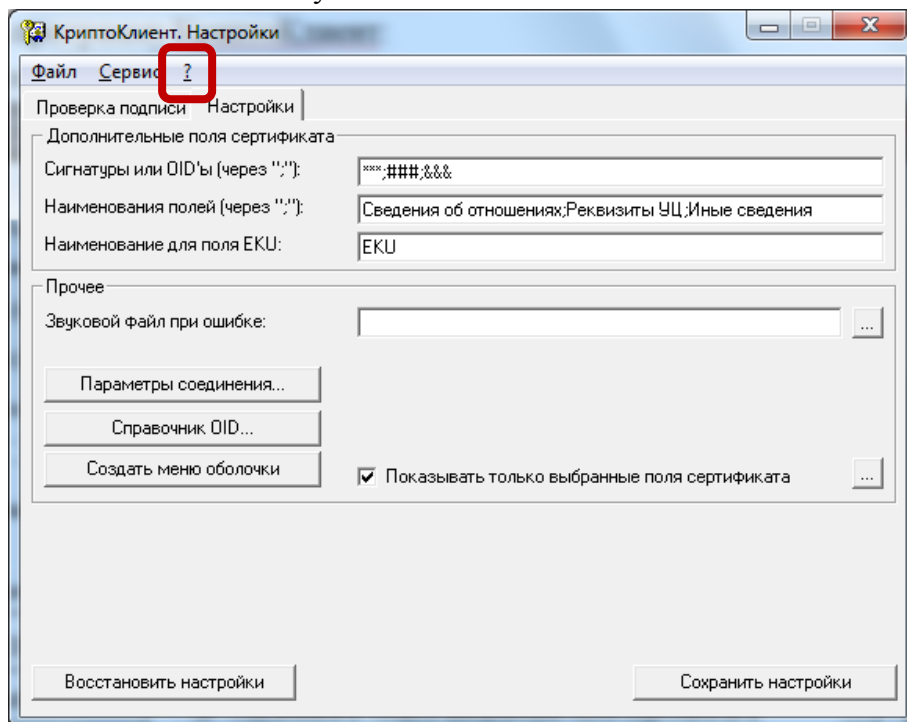 КриптоКлиент. Настройки
Файл Сервис ?
Проверка подписи Настройки
Дополнительные поля сертификата
Сигнатуры или OID'ы (через ";"): ***;###;&&&
Наименования полей (через ";"): Сведения об отношениях;Реквизиты УЦ;Иные сведения
Наименование для поля EKU: EKU
Прочее
Звуковой файл при ошибке: ...
Параметры соединения...
Справочник OID...
Создать меню оболочки Показывать только выбранные поля сертификата ...
Восстановить настройки Сохранить настройки